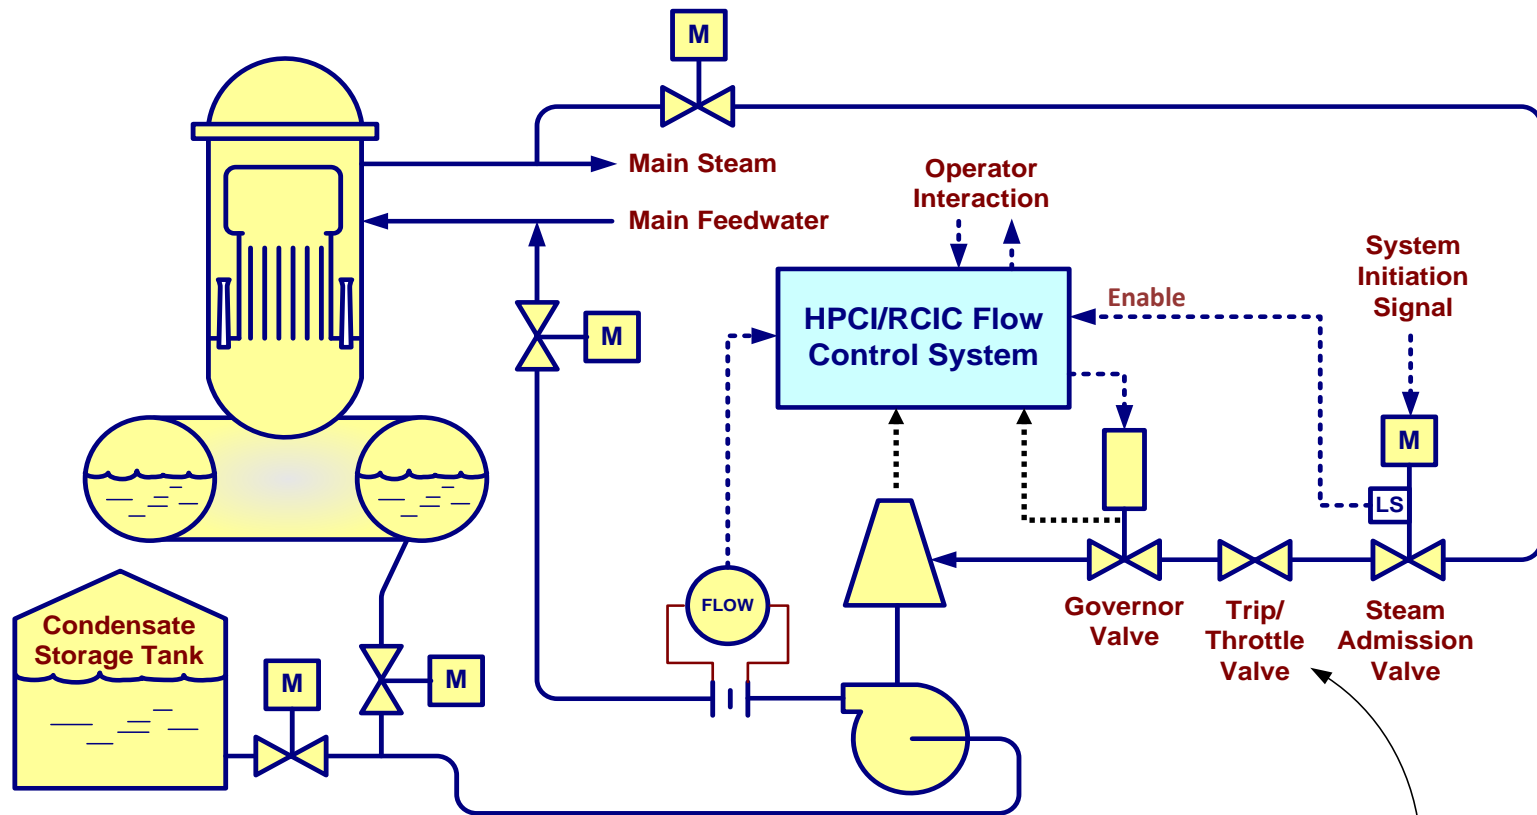 M
Main Steam
Main Feedwater
Operator
Interaction
System
Initiation
Signal
Enable
HPCI/RCIC Flow
Control System
M
M
LS
FLOW
Governor
Valve
Trip/
Throttle
Valve
Steam
Admission
Valve
Condensate
Storage Tank
M
M